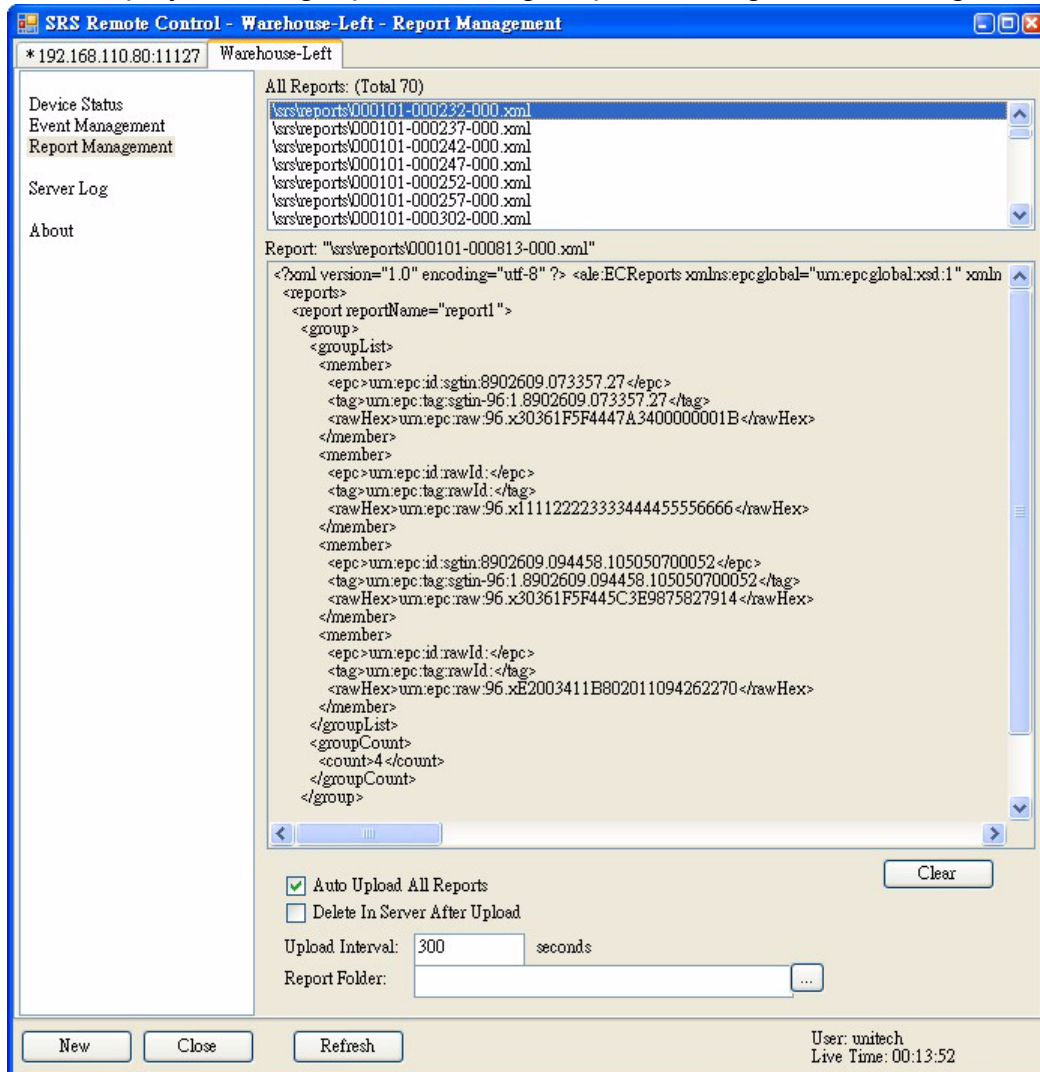 SRS Remote Control - Warehouse-Left - Report Management
*192.168.110.80:11127 Warehouse-Left
Device Status
Event Management
Report Management
Server Log
About
All Reports: (Total 70)
\srs\reports\000101-000232-000.xml
\srs\reports\000101-000237-000.xml
\srs\reports\000101-000242-000.xml
\srs\reports\000101-000247-000.xml
\srs\reports\000101-000252-000.xml
\srs\reports\000101-000257-000.xml
\srs\reports\000101-000302-000.xml
Report: "\srs\reports\000101-000813-000.xml"
<?xml version="1.0" encoding="utf-8" ?> <ale:ECReports xmlns:epcglobal="urn:epcglobal:xsd:1" xmln
<reports>
<report reportName="report1">
<group>
<groupList>
<member>
<epc>urn:epc:id:sgtin:8902609.073357.27</epc>
<tag>urn:epc:tag:sgtin-96:1.8902609.073357.27</tag>
<rawHex>urn:epc:raw:96.x30361F5F4447A3400000001B</rawHex>
</member>
<member>
<epc>urn:epc:id:rawId:</epc>
<tag>urn:epc:tag:rawId:</tag>
<rawHex>urn:epc:raw:96.x111122223333444455556666</rawHex>
</member>
<member>
<epc>urn:epc:id:sgtin:8902609.094458.105050700052</epc>
<tag>urn:epc:tag:sgtin-96:1.8902609.094458.105050700052</tag>
<rawHex>urn:epc:raw:96.x30361F5F445C3E9875827914</rawHex>
</member>
<member>
<epc>urn:epc:id:rawId:</epc>
<tag>urn:epc:tag:rawId:</tag>
<rawHex>urn:epc:raw:96.xE2003411B802011094262270</rawHex>
</member>
</groupList>
<groupCount>
<count>4</count>
</groupCount>
</group>
Clear
Auto Upload All Reports
Delete In Server After Upload
Upload Interval: 300 seconds
Report Folder: ...
New Close Refresh
User: unitech
Live Time: 00:13:52